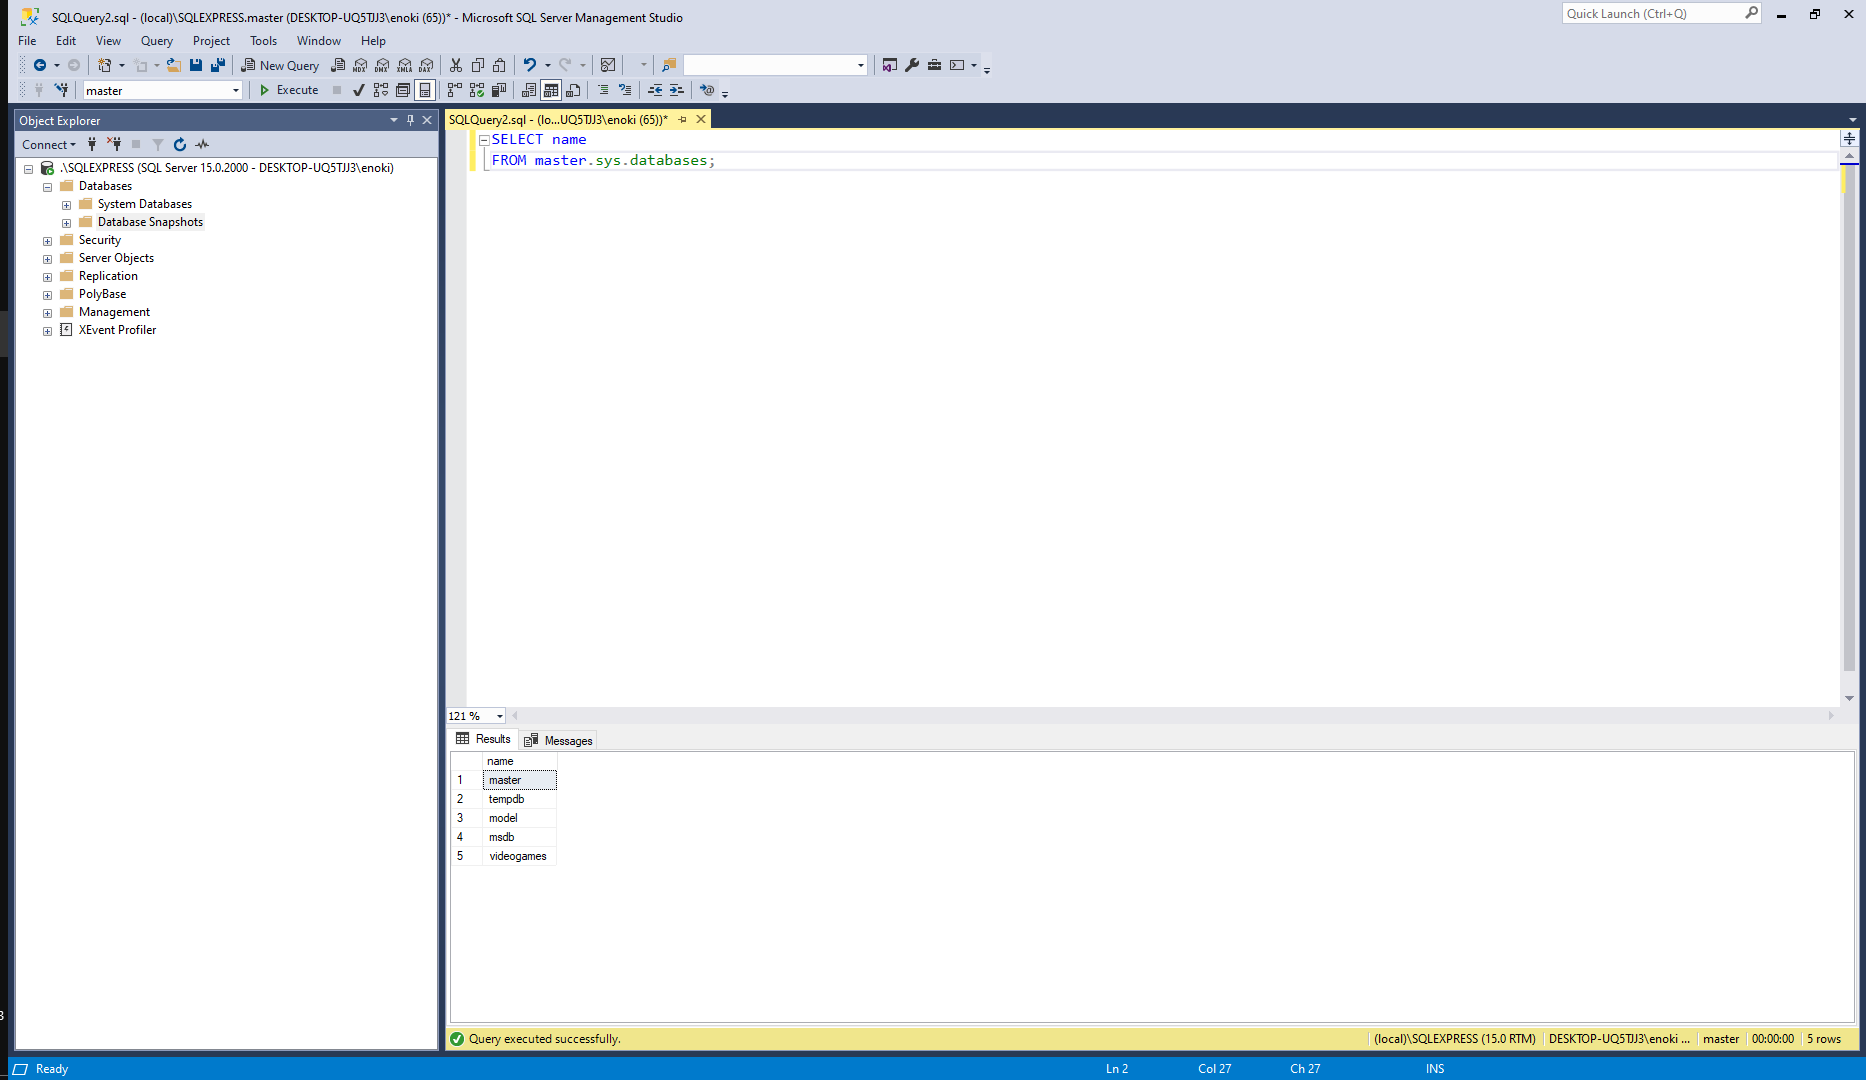 SQLQuery2.sql - (local)\SQLEXPRESS.master (DESKTOP-UQ5TJJ3\enoki (65))* - Microsoft SQL Server Management Studio
Quick Launch (Ctrl+Q)
File Edit View Query Project Tools Window Help
New Query MDX DMX XMLA DAX
master Execute
Object Explorer
SQLQuery2.sql - (lo...UQ5TJJ3\enoki (65))*
Connect
.\SQLEXPRESS (SQL Server 15.0.2000 - DESKTOP-UQ5TJJ3\enoki)
Databases
System Databases
Database Snapshots
Security
Server Objects
Replication
PolyBase
Management
XEvent Profiler
SELECT name
FROM master.sys.databases;
121 %
Results Messages
name
1 master
2 tempdb
3 model
4 msdb
5 videogames
Query executed successfully.
(local)\SQLEXPRESS (15.0 RTM) DESKTOP-UQ5TJJ3\enoki ... master 00:00:00 5 rows
Ready Ln 2 Col 27 Ch 27 INS